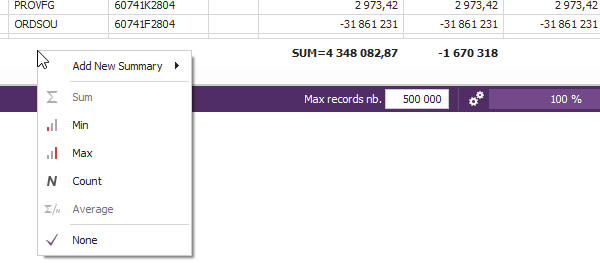 PROVFG 60741K2804 2 973,42 2 973,42 2 973,42
ORDSOU 60741F2804 -31 861 231 -31 861 231 -31 861 231
SUM=4 348 082,87 -1 670 318
Add New Summary
Max records nb. 500 000 100 %
Σ Sum
Min
Max
N Count
Σ/N Average
None